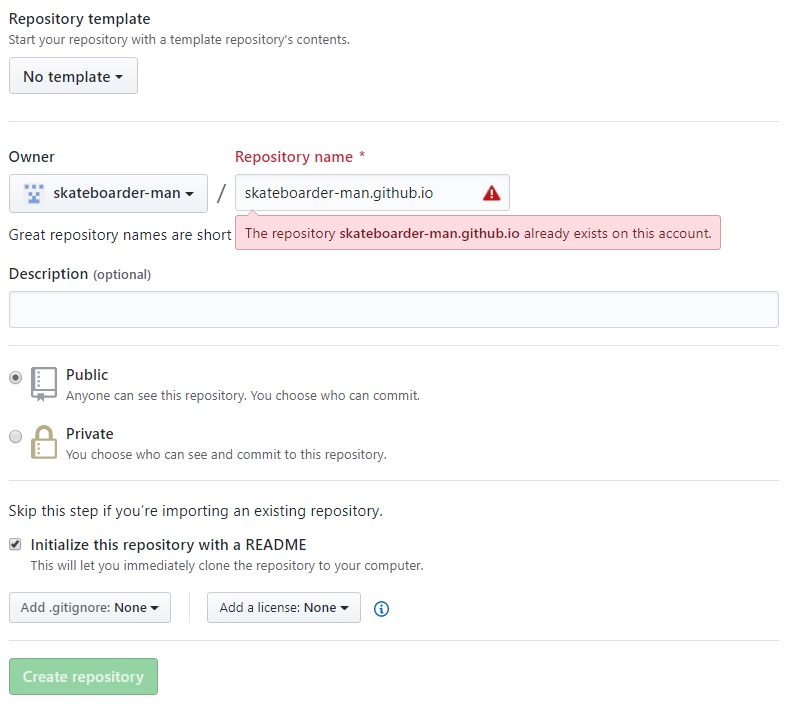 Repository template
Start your repository with a template repository's contents.
No template
Owner
Repository name *
skateboarder-man
/
skateboarder-man.github.io
Great repository names are short
The repository skateboarder-man.github.io already exists on this account.
Description (optional)
Public
Anyone can see this repository. You choose who can commit.
Private
You choose who can see and commit to this repository.
Skip this step if you’re importing an existing repository.
Initialize this repository with a README
This will let you immediately clone the repository to your computer.
Add .gitignore: None
Add a license: None
Create repository